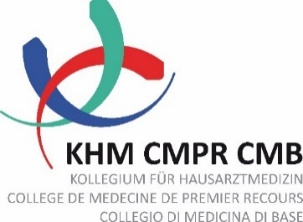 KHM CMPR CMB
KOLLEGIUM FÜR HAUSARZTMEDIZIN
COLLEGE DE MEDECINE DE PREMIER RECOURS
COLLEGIO DI MEDICINA DI BASE